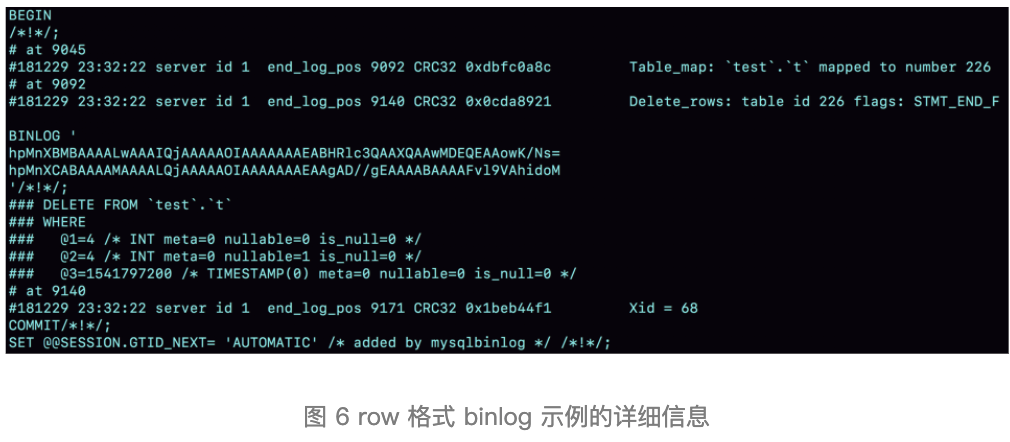 BEGIN
/*!*/;
# at 9045
#181229 23:32:22 server id 1  end_log_pos 9092 CRC32 0xdbfc0a8c         Table_map: `test`.`t` mapped to number 226
# at 9092
#181229 23:32:22 server id 1  end_log_pos 9140 CRC32 0x0cda8921         Delete_rows: table id 226 flags: STMT_END_F
BINLOG '
hpMnXBMBAAAALwAAAIQjAAAAAOIAAAAAAAEABHRlc3QAAXQAAwMDEQEAAowK/Ns=
hpMnXCABAAAAMAAAALQjAAAAAOIAAAAAAAEAAgAD//gEAAAABAAAAFvl9VAhidoM
'/*!*/;
### DELETE FROM `test`.`t`
### WHERE
###   @1=4 /* INT meta=0 nullable=0 is_null=0 */
###   @2=4 /* INT meta=0 nullable=1 is_null=0 */
###   @3=1541797200 /* TIMESTAMP(0) meta=0 nullable=0 is_null=0 */
# at 9140
#181229 23:32:22 server id 1  end_log_pos 9171 CRC32 0x1beb44f1         Xid = 68
COMMIT/*!*/;
SET @@SESSION.GTID_NEXT= 'AUTOMATIC' /* added by mysqlbinlog */ /*!*/;
图 6 row 格式 binlog 示例的详细信息